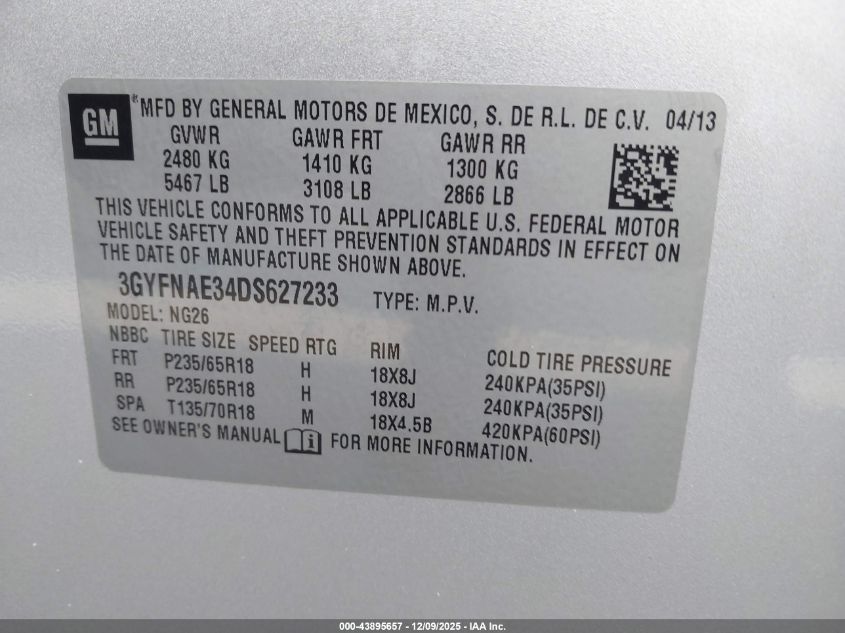 GM
*MFD BY GENERAL MOTORS DE MEXICO, S. DE R.L. DE C.V. 04/13
GVWR GAWR FRT GAWR RR
2480 KG 1410 KG 1300 KG
5467 LB 3108 LB 2866 LB
THIS VEHICLE CONFORMS TO ALL APPLICABLE U.S. FEDERAL MOTOR
VEHICLE SAFETY AND THEFT PREVENTION STANDARDS IN EFFECT ON
THE DATE OF MANUFACTURE SHOWN ABOVE.
3GYFNAE34DS627233 TYPE: M.P.V.
MODEL: NG26
NBBC TIRE SIZE SPEED RTG RIM COLD TIRE PRESSURE
FRT P235/65R18 H 18X8J 240KPA(35PSI)
RR P235/65R18 H 18X8J 240KPA(35PSI)
SPA T135/70R18 M 18X4.5B 420KPA(60PSI)
SEE OWNER'S MANUAL i FOR MORE INFORMATION.
000-43895657 - 12/09/2025 - IAA Inc.